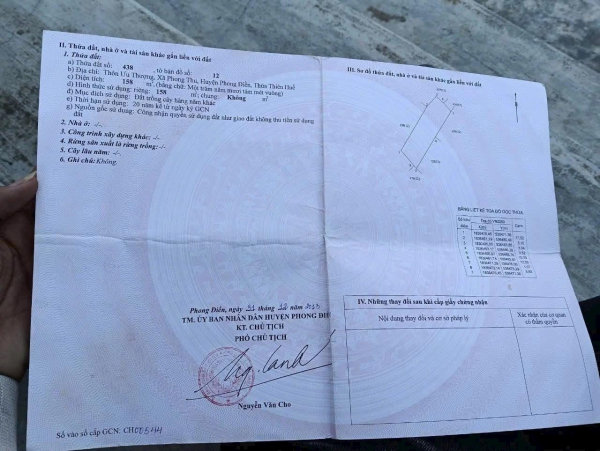 II. Thửa đất, nhà ở và tài sản khác gắn liền với đất
1. Thửa đất:
a) Thửa đất số: 438 , tờ bản đồ số: 12
b) Địa chỉ: Thôn Ưu Thượng, Xã Phong Thu, Huyện Phong Điền, Thừa Thiên Huế
c) Diện tích: 158 m², (bằng chữ: Một trăm năm mươi tám mét vuông)
d) Hình thức sử dụng: riêng: 158 m²; chung: Không m²
đ) Mục đích sử dụng: Đất trồng cây hàng năm khác
e) Thời hạn sử dụng: 20 năm kể từ ngày ký GCN
g) Nguồn gốc sử dụng: Công nhận quyền sử dụng đất như giao đất không thu tiền sử dụng
đất
2. Nhà ở: -/-
3. Công trình xây dựng khác: -/-
4. Rừng sản xuất là rừng trồng: -/-
5. Cây lâu năm: -/-
6. Ghi chú: Không.
Phong Điền, ngày 21 tháng 12 năm
TM. ỦY BAN NHÂN DÂN HUYỆN PHONG ĐIỀN
KT. CHỦ TỊCH
PHÓ CHỦ TỊCH
Nguyễn Văn Cho
Số vào sổ cấp GCN: CH00544
III. Sơ đồ thửa đất, nhà ở và tài sản khác gắn liền với đất
BẢNG LIỆT KÊ TỌA ĐỘ GÓC THỬA
IV. Những thay đổi sau khi cấp giấy chứng nhận
Nội dung thay đổi và cơ sở pháp lý
Xác nhận của cơ quan
có thẩm quyền